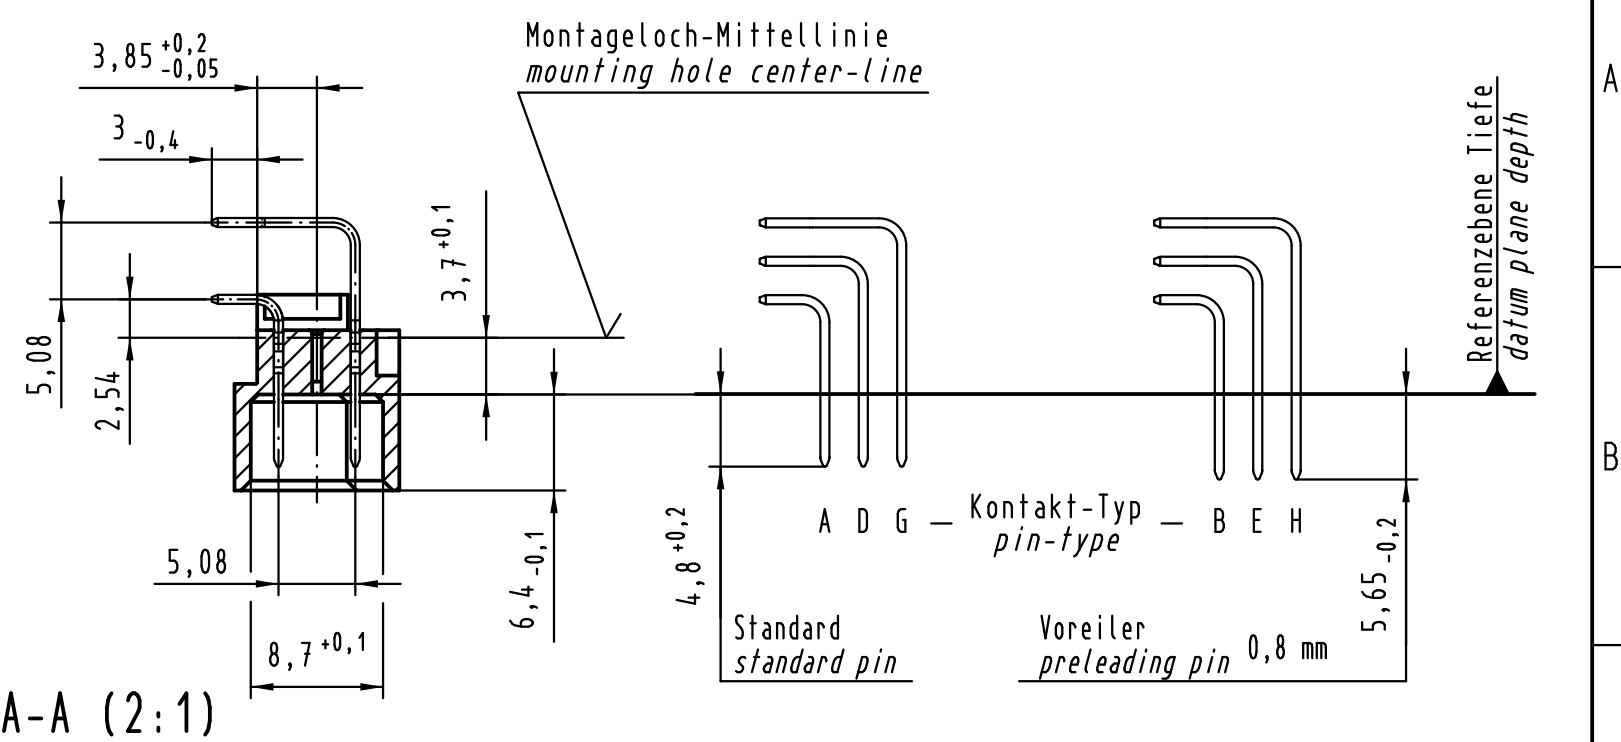 3,85 +0,2 -0,05
3 -0,4
5,08
2,54
3,7 +0,1
Montageloch-Mittellinie
mounting hole center-line
Referenzebene Tiefe
datum plane depth
A
B
A D G — Kontakt-Typ — B E H
pin-type
5,08
8,7 +0,1
6,4 -0,1
4,8 +0,2
Standard
standard pin
Voreiler
preleading pin 0,8 mm
5,65 -0,2
A-A (2:1)